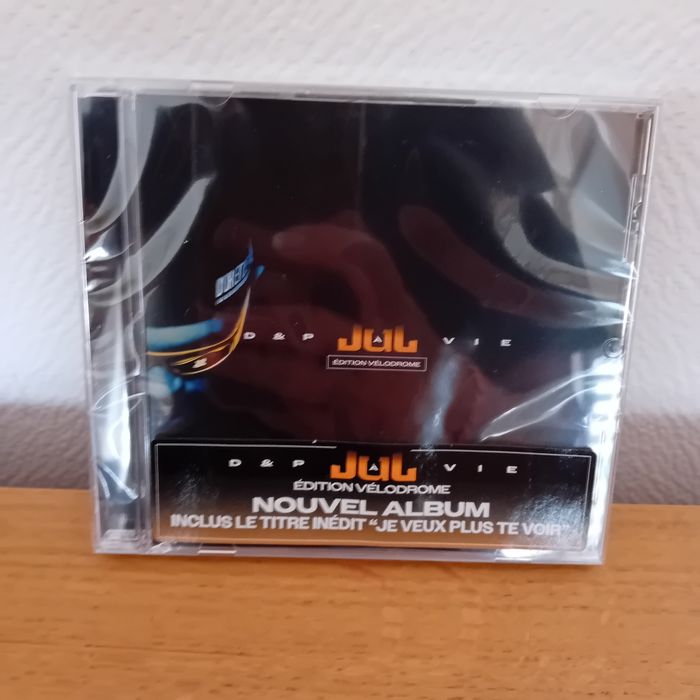 D&P JuL VIE
ÉDITION VÉLODROME
D&P JuL VIE
ÉDITION VÉLODROME
NOUVEL ALBUM
INCLUS LE TITRE INÉDIT "JE VEUX PLUS TE VOIR"